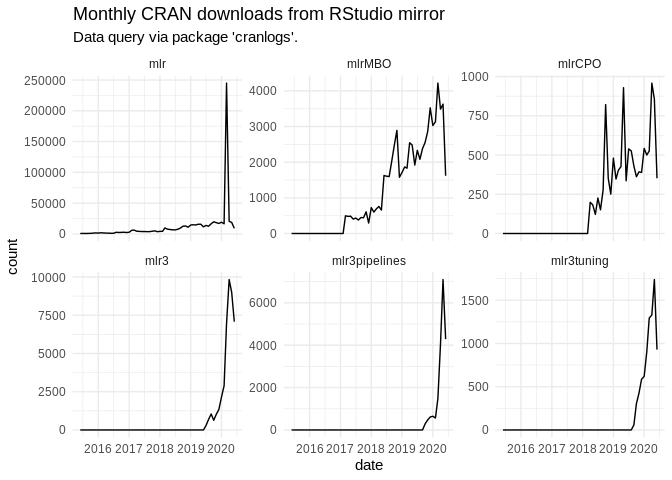 Monthly CRAN downloads from RStudio mirror
Data query via package 'cranlogs'.
mlr
mlrMBO
mlrCPO
250000
200000
150000
100000
50000
0
4000
3000
2000
1000
0
1000
750
500
250
0
count
mlr3
mlr3pipelines
mlr3tuning
10000
7500
5000
2500
0
6000
4000
2000
0
1500
1000
500
0
2016 2017 2018 2019 2020
2016 2017 2018 2019 2020
2016 2017 2018 2019 2020
date